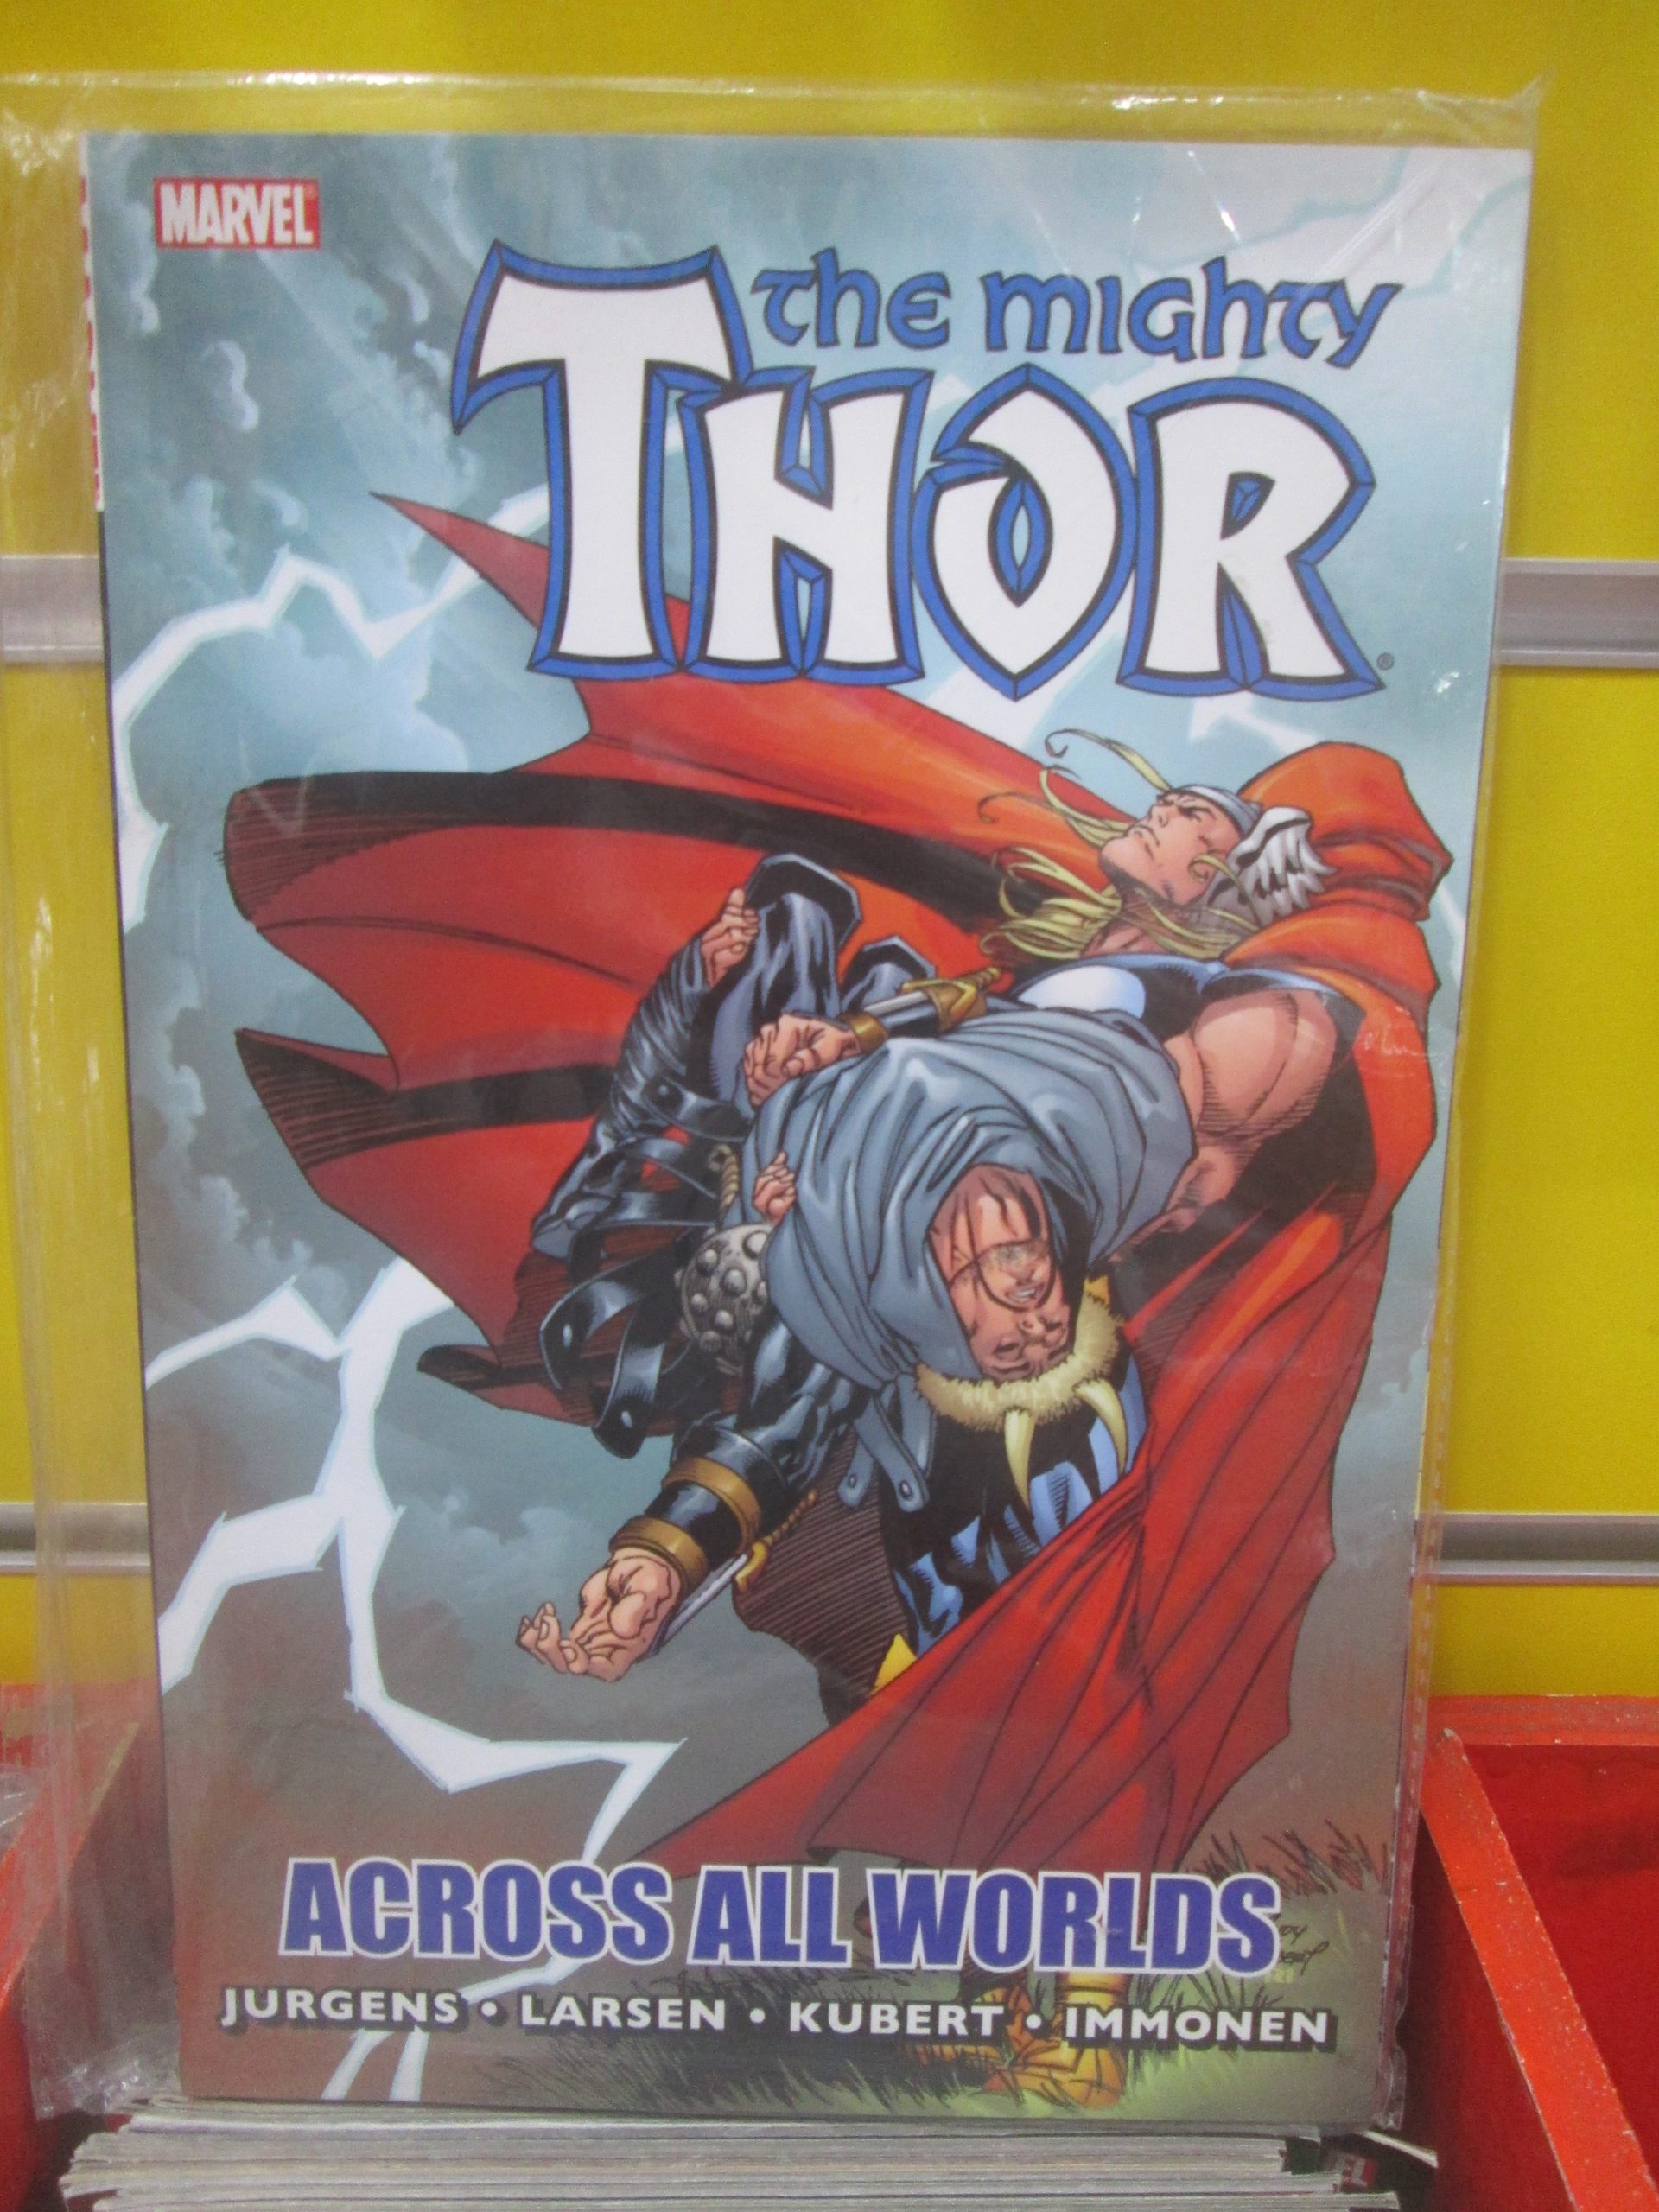 MARVEL
THE MIGHTY
THOR
ACROSS ALL WORLDS
JURGENS • LARSEN • KUBERT • IMMONEN